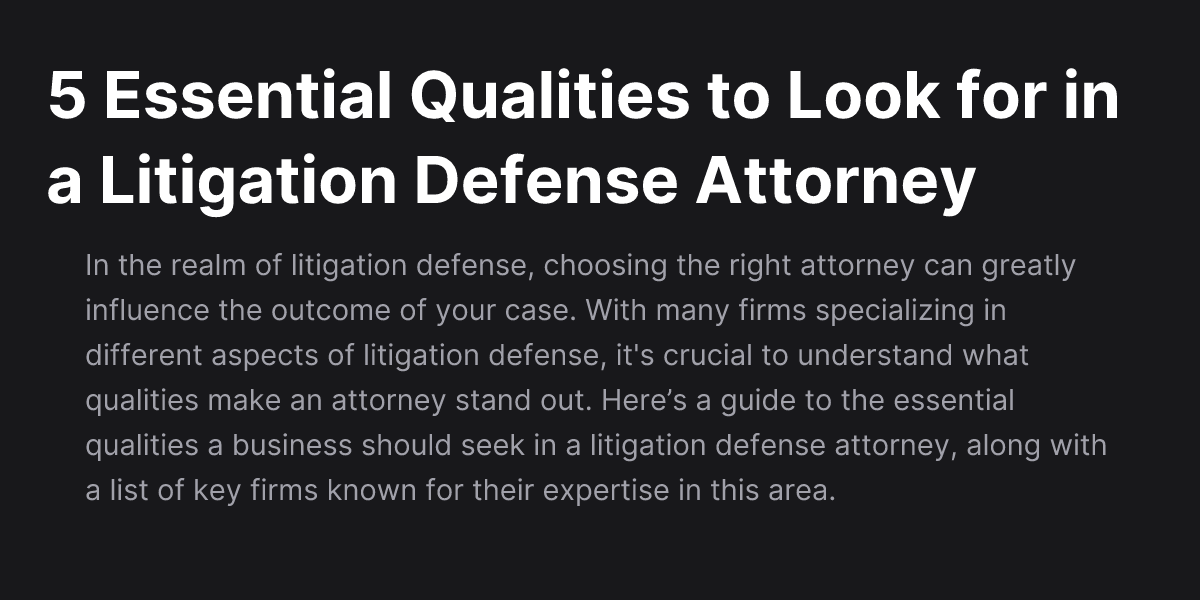 5 Essential Qualities to Look for in
a Litigation Defense Attorney
In the realm of litigation defense, choosing the right attorney can greatly
influence the outcome of your case. With many firms specializing in
different aspects of litigation defense, it's crucial to understand what
qualities make an attorney stand out. Here’s a guide to the essential
qualities a business should seek in a litigation defense attorney, along with
a list of key firms known for their expertise in this area.